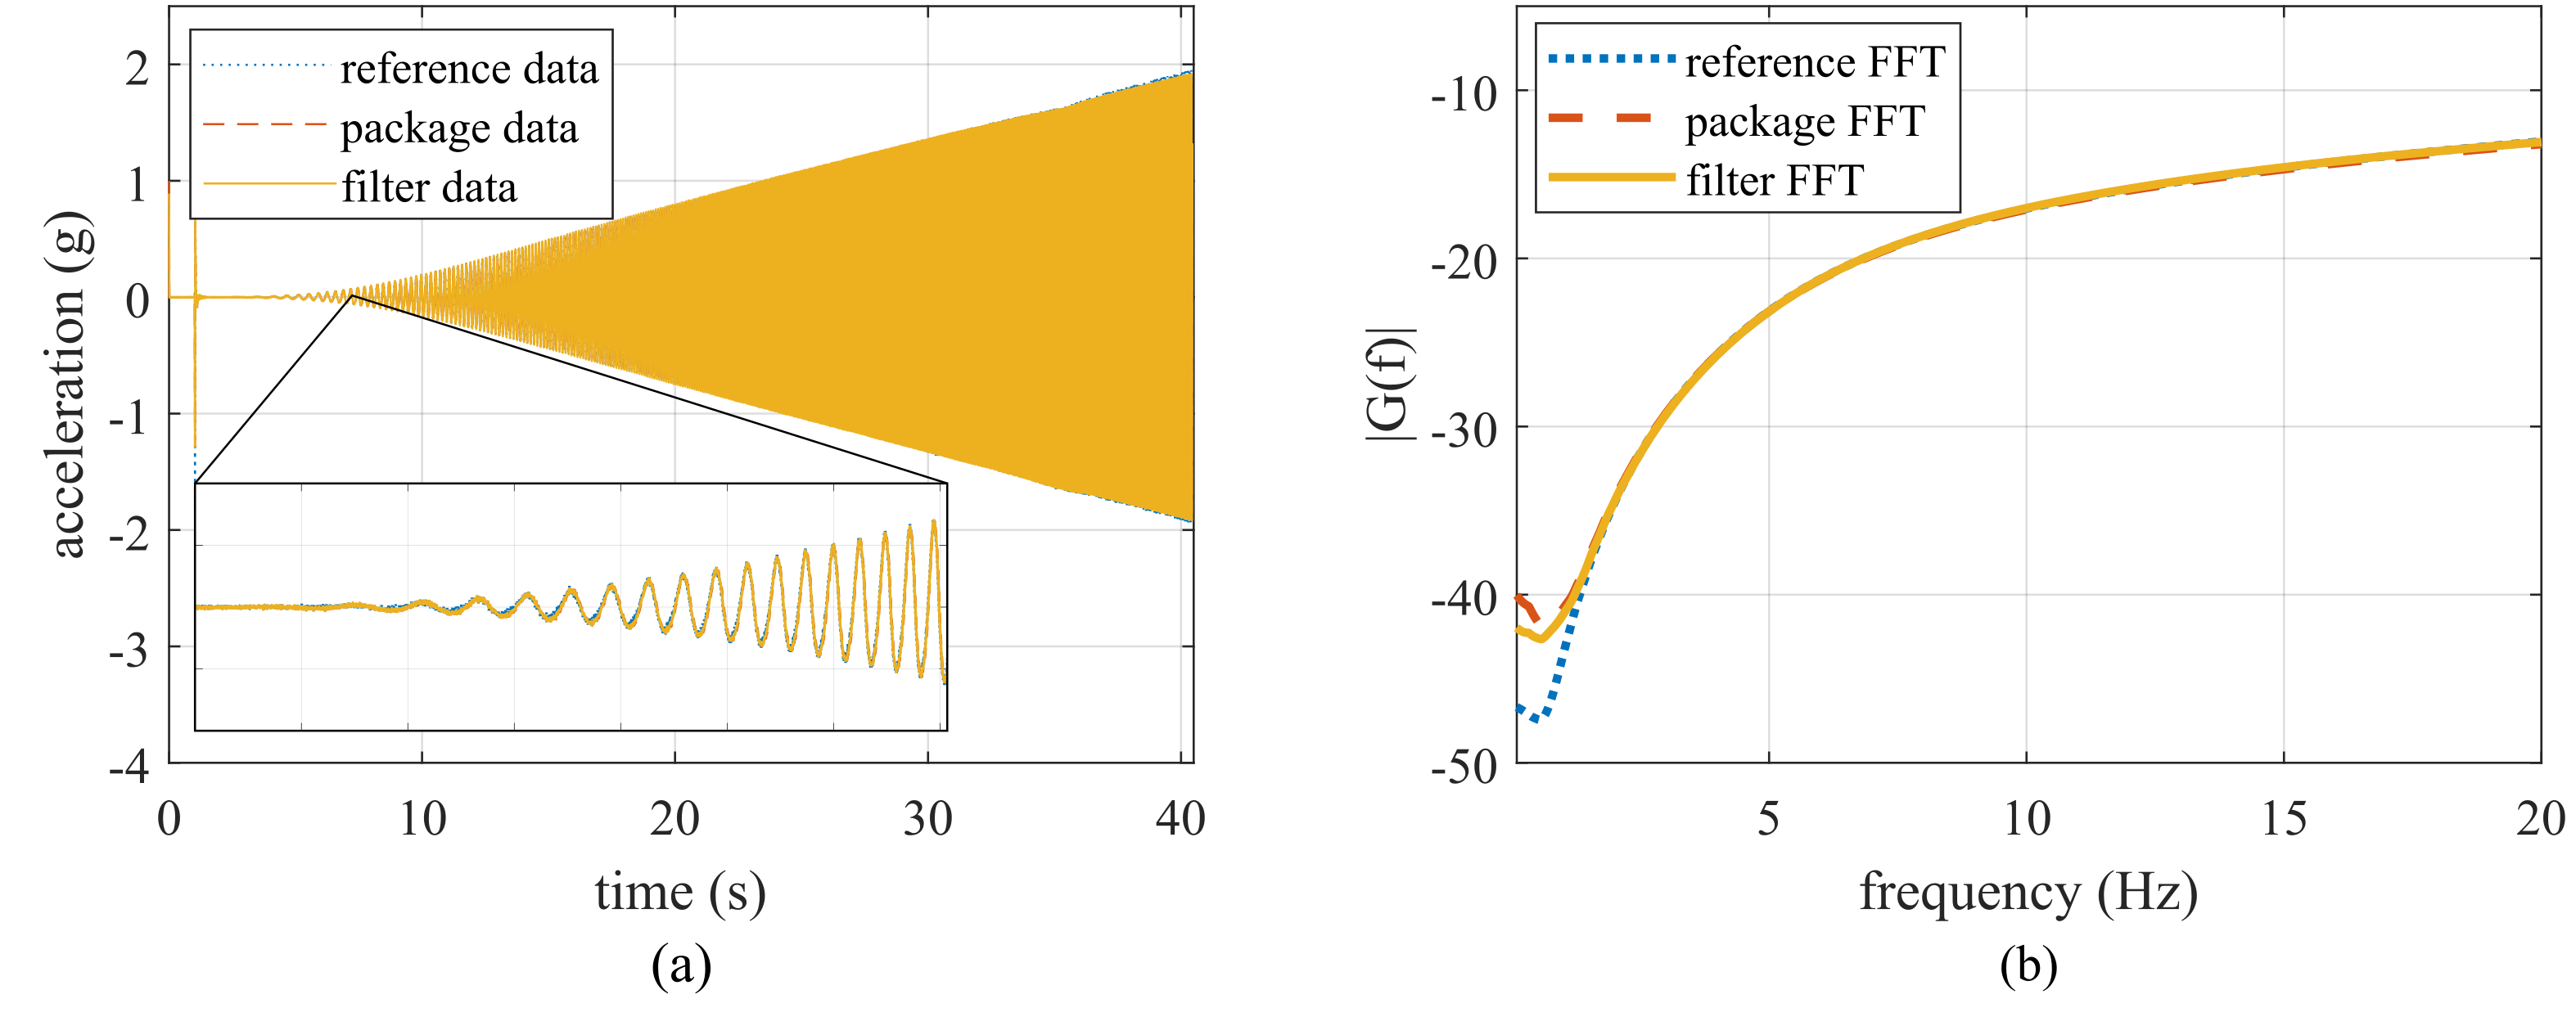 reference data
package data
filter data
2
1
0
-1
-2
-3
-4
acceleration (g)
0
10
20
30
40
time (s)
(a)
reference FFT
package FFT
filter FFT
-10
-20
-30
-40
-50
|G(f)|
5
10
15
20
frequency (Hz)
(b)